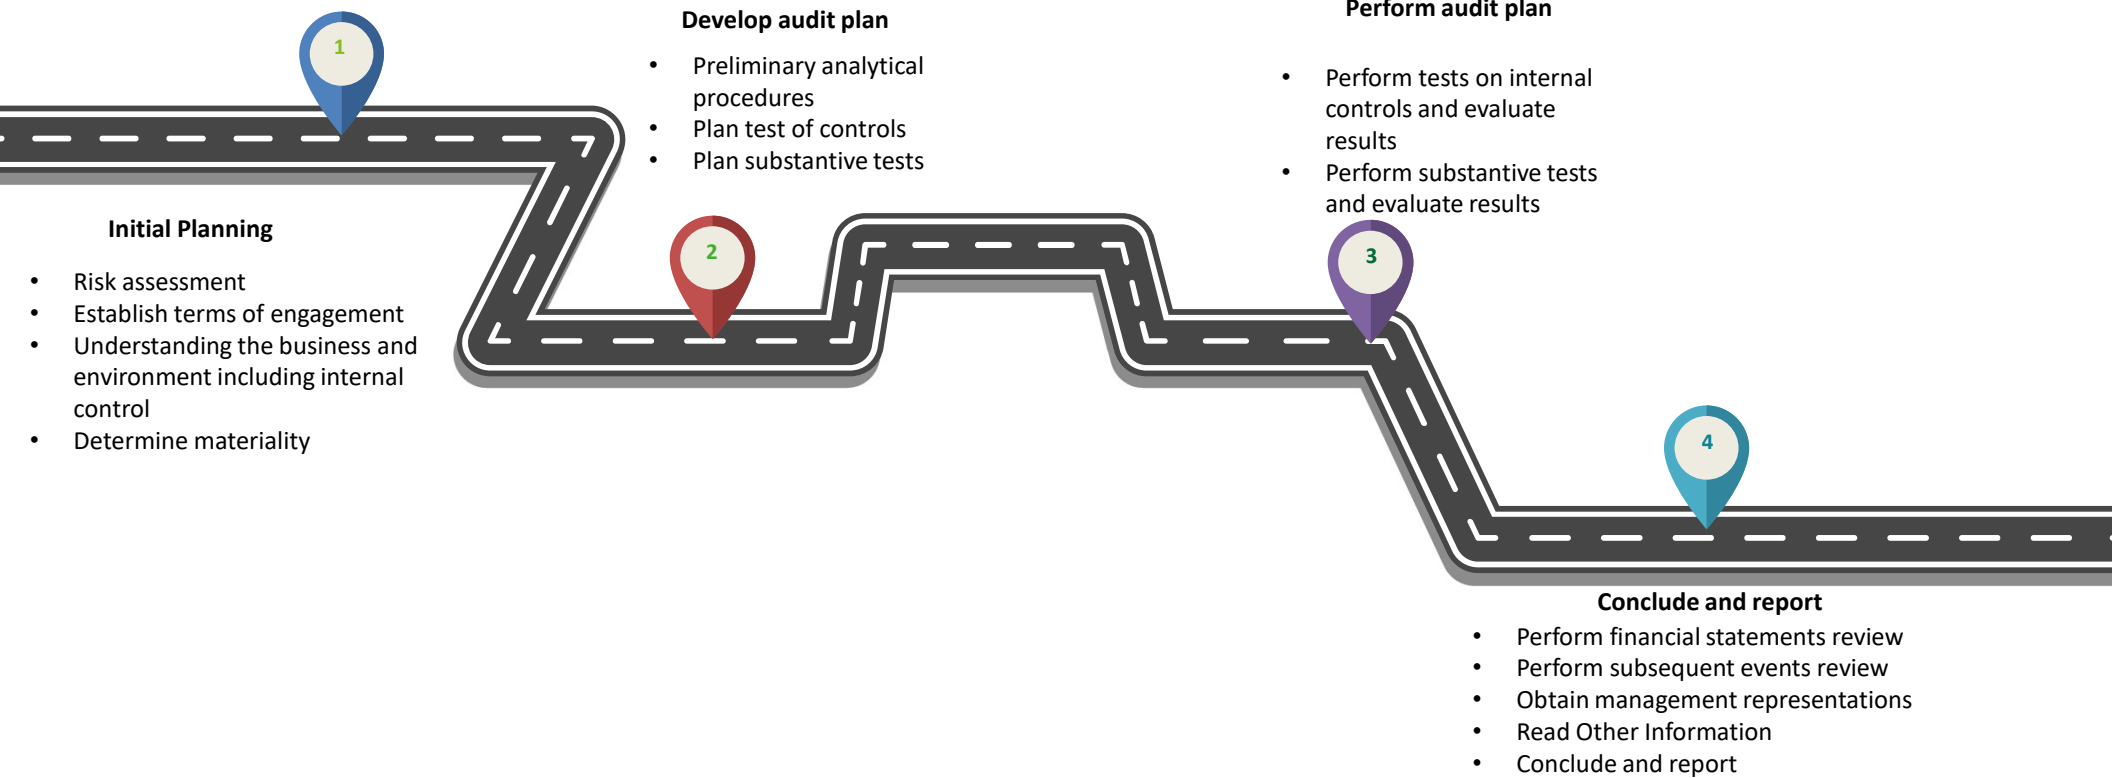 1
Initial Planning
• Risk assessment
• Establish terms of engagement
• Understanding the business and
environment including internal
control
• Determine materiality
Develop audit plan
• Preliminary analytical
procedures
• Plan test of controls
• Plan substantive tests
2
Perform audit plan
• Perform tests on internal
controls and evaluate
results
• Perform substantive tests
and evaluate results
3
4
Conclude and report
• Perform financial statements review
• Perform subsequent events review
• Obtain management representations
• Read Other Information
• Conclude and report